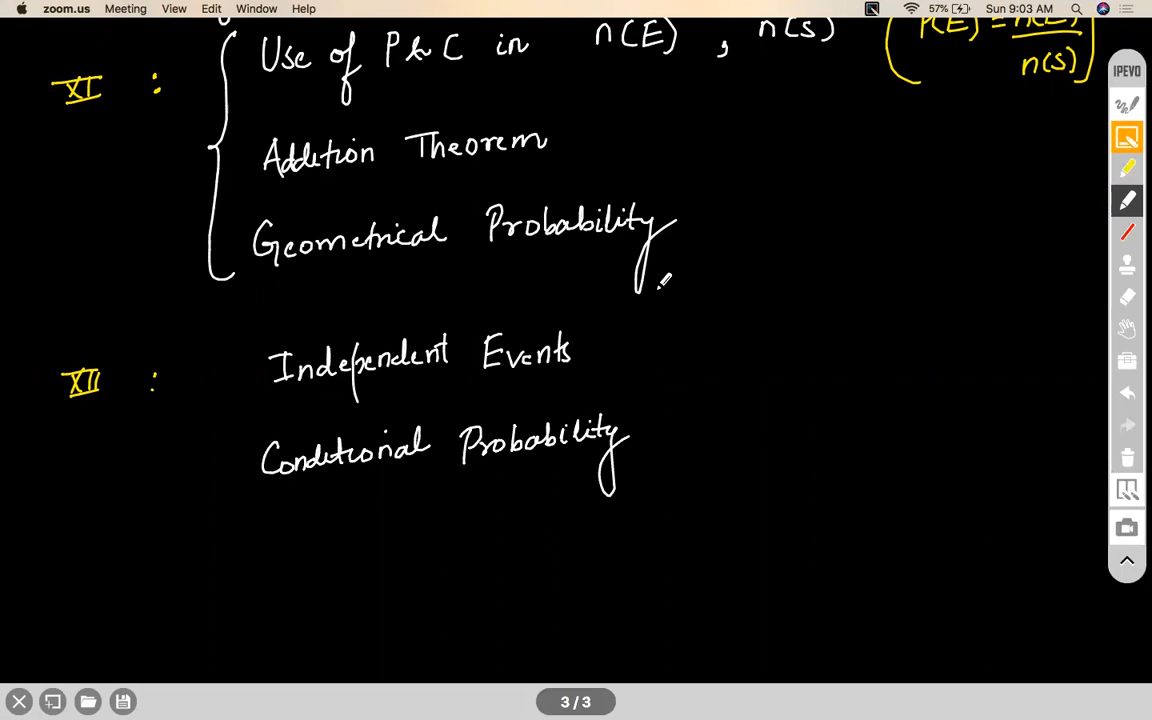 zoom.us Meeting View Edit Window Help 57% Sun 9:03 AM
Use of P & C in n(E) , n(S) P(E) = n(E)
n(S)
XI :
IPEVO
Addition Theorem
Geometrical Probability
Independent Events
XII :
Conditional Probability
3 / 3